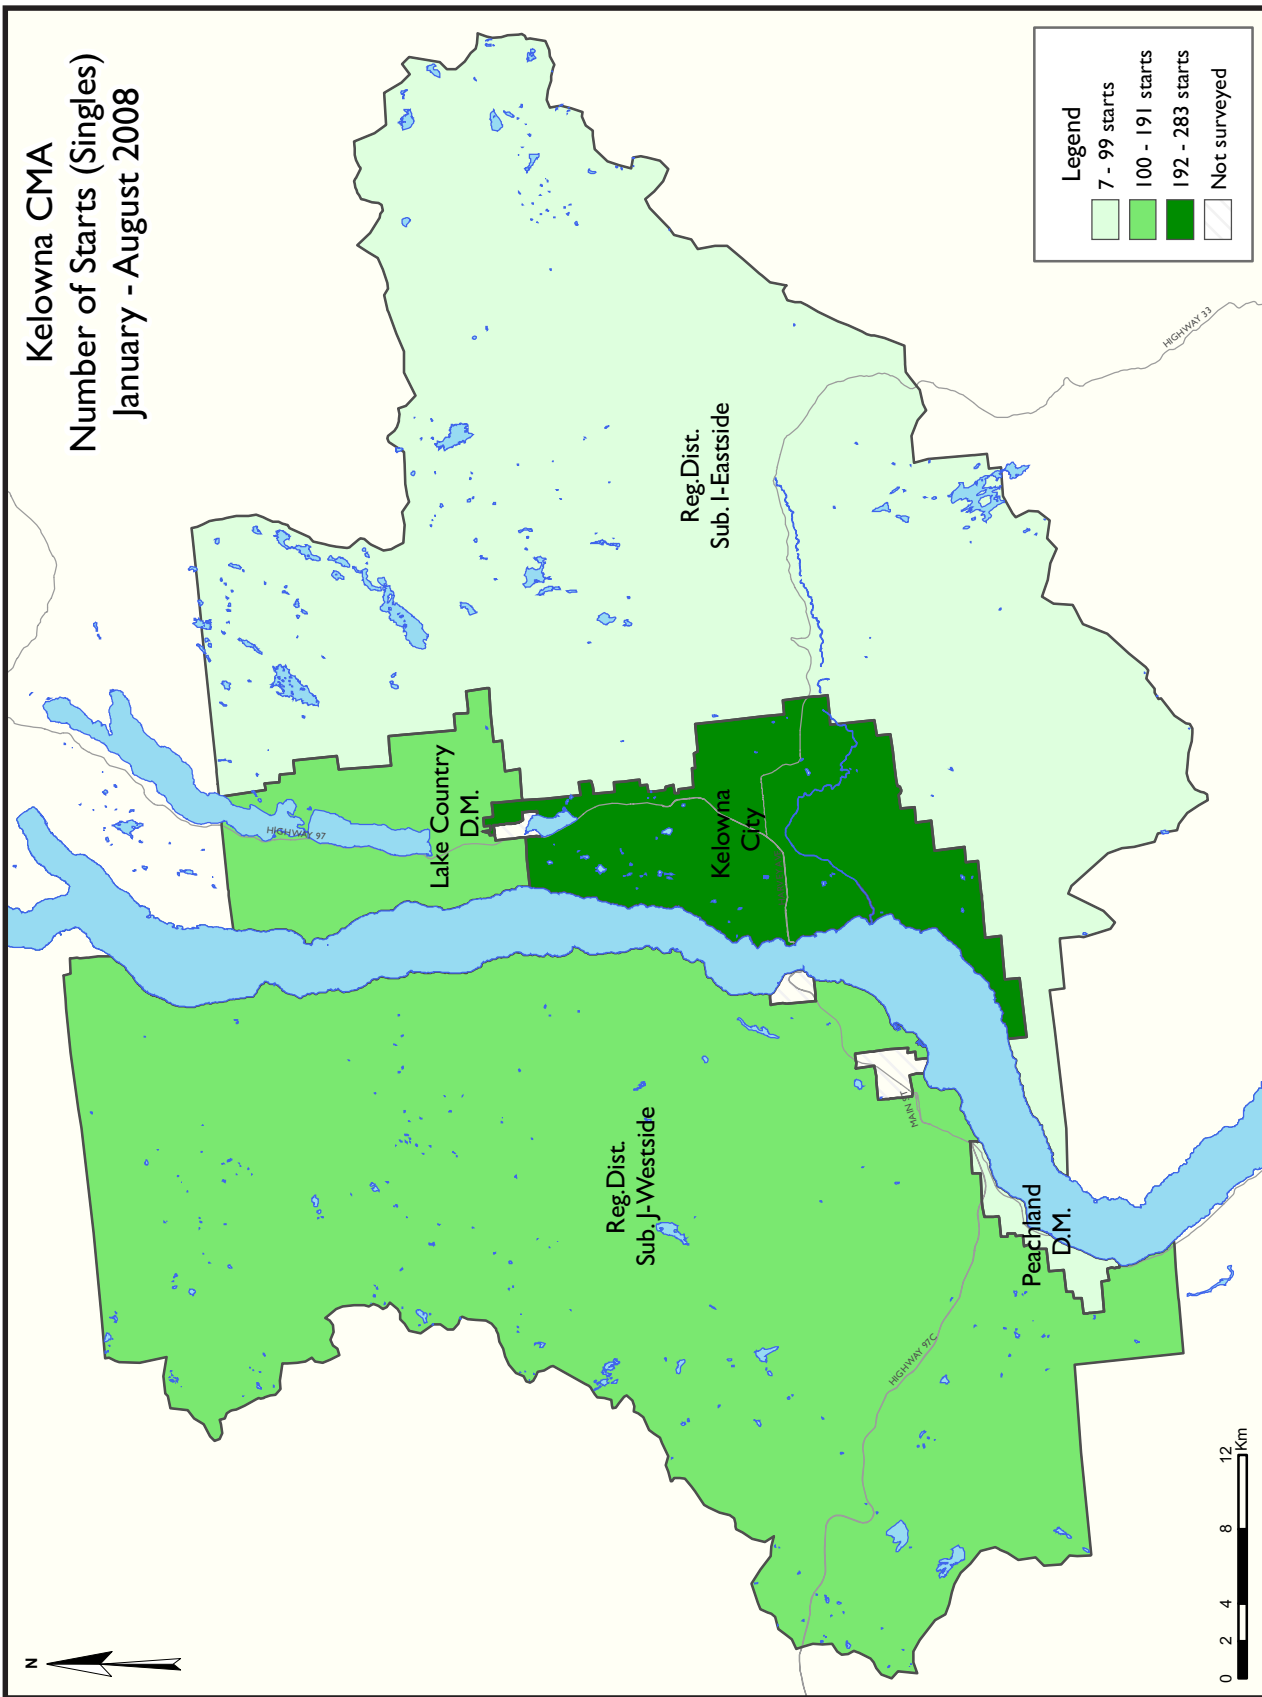 Kelowna CMA
Number of Starts (Singles)
January - August 2008
Legend
7 - 99 starts
100 - 191 starts
192 - 283 starts
Not surveyed
N
HIGHWAY 97
Lake Country
D.M.
Reg.Dist.
Sub. I-Eastside
HIGHWAY 33
Kelowna
City
Reg.Dist.
Sub. J-Westside
MAIN ST
Peachland
D.M.
HIGHWAY 97C
0 2 4 8 12
Km